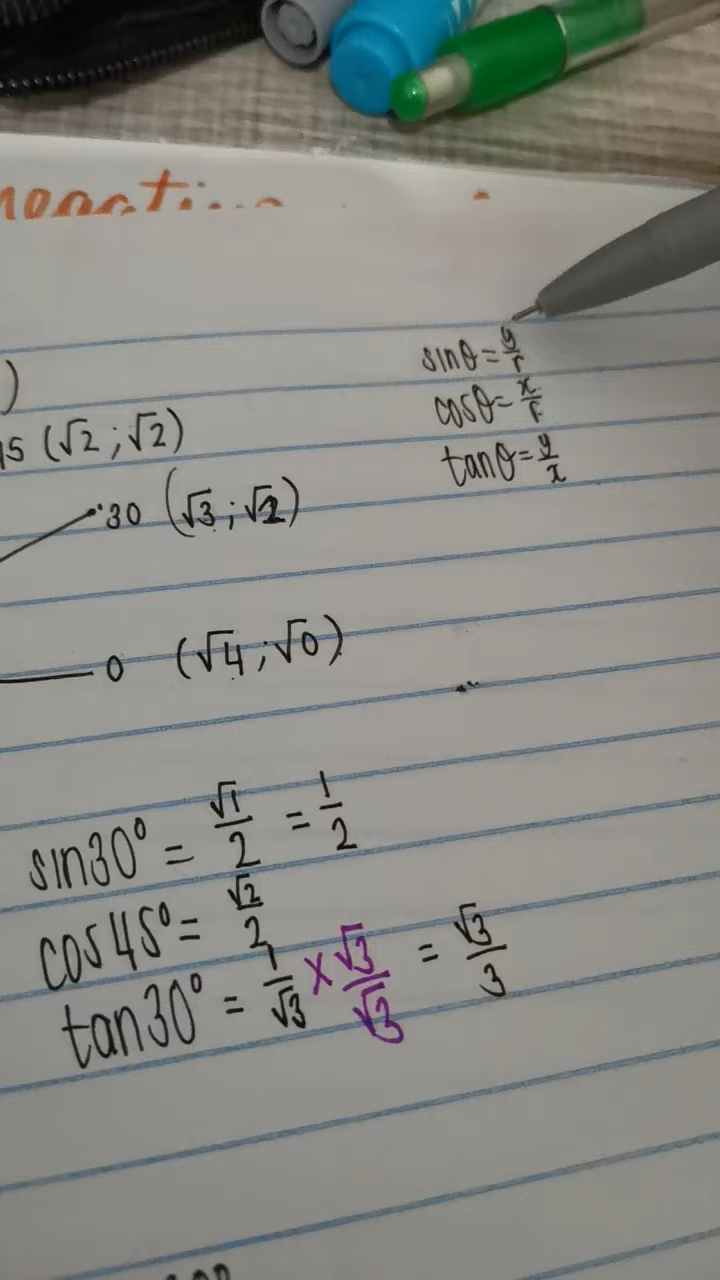 sinθ = y/r
)
cosθ = x/r
45 (√2 ; √2)
tanθ = y/x
30 (√3 ; √2)
0 (√4 ; √0)
sin30° = √1/2 = 1/2
cos45° = √2/2
tan30° = 1/√3 × √3/√3 = √3/3